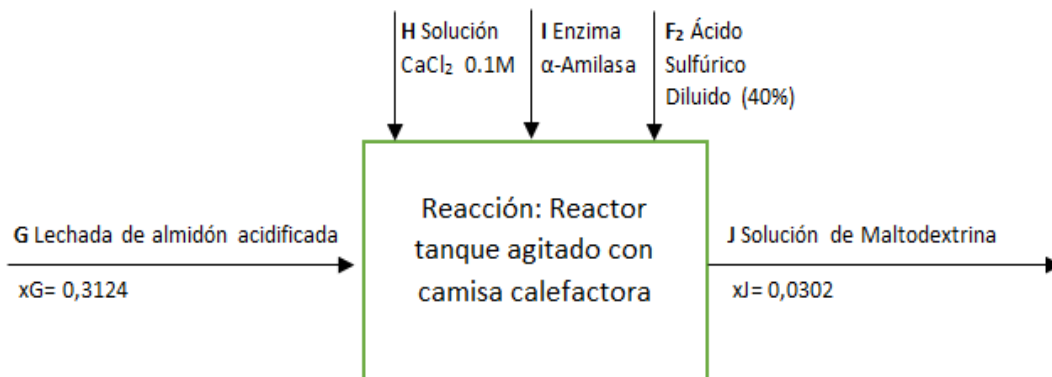 H Solución
CaCl₂ 0.1M
I Enzima
α-Amilasa
F₂ Ácido
Sulfúrico
Diluido (40%)
G Lechada de almidón acidificada
xG= 0,3124
Reacción: Reactor
tanque agitado con
camisa calefactora
J Solución de Maltodextrina
xJ= 0,0302